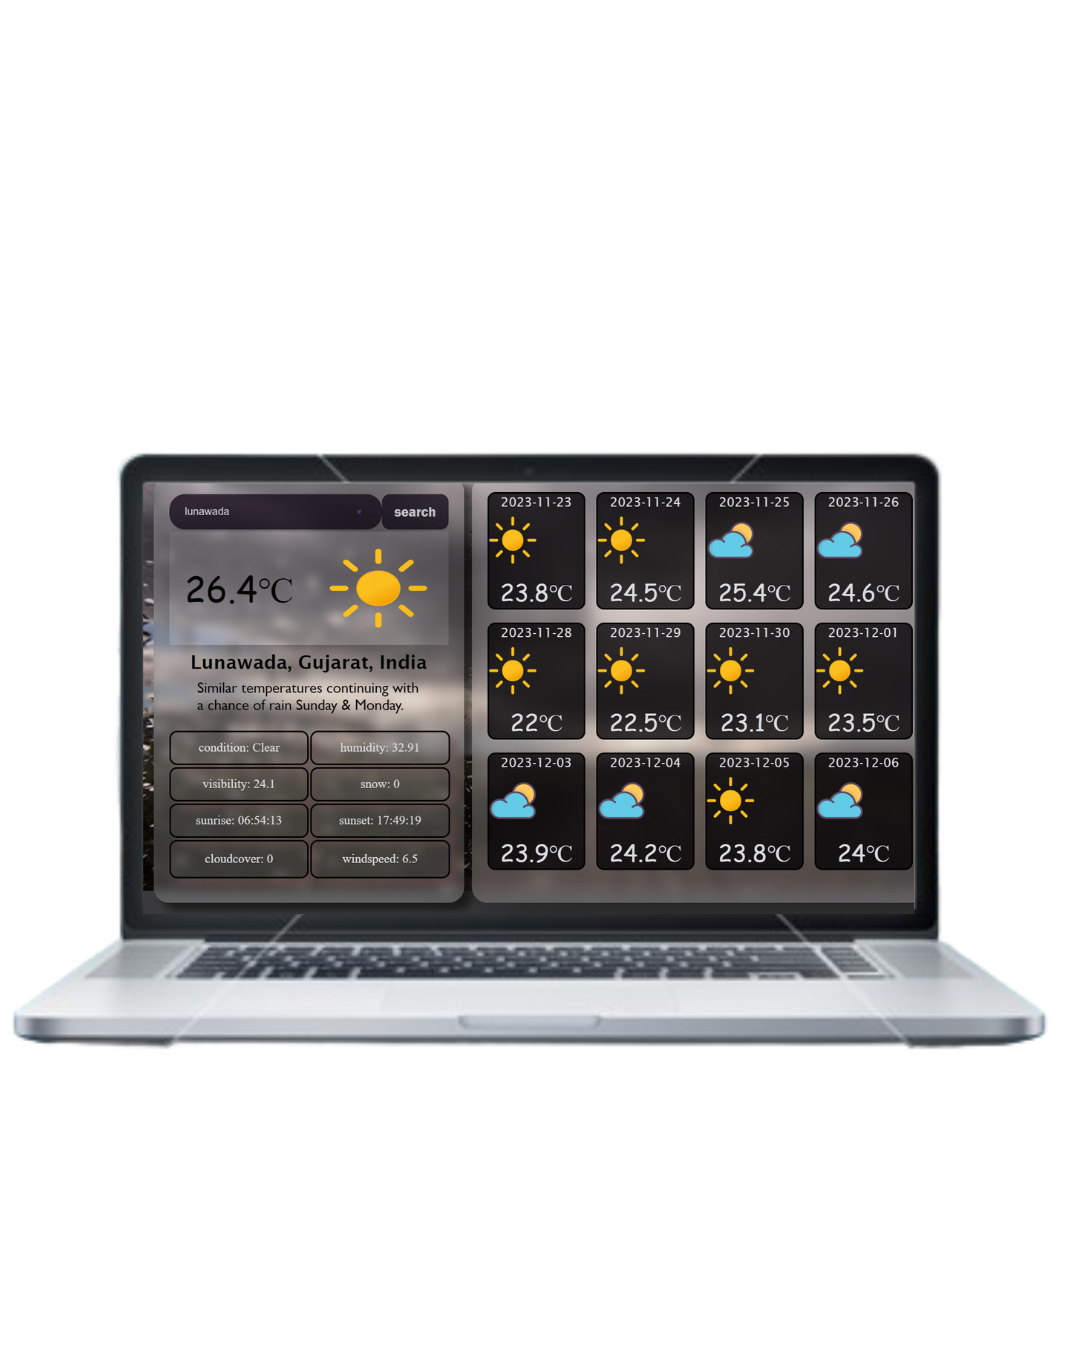 lunawada
search
26.4°C
Lunawada, Gujarat, India
Similar temperatures continuing with
a chance of rain Sunday & Monday.
condition: Clear
humidity: 32.91
visibility: 24.1
snow: 0
sunrise: 06:54:13
sunset: 17:49:19
cloudcover: 0
windspeed: 6.5
2023-11-23
23.8°C
2023-11-24
24.5°C
2023-11-25
25.4°C
2023-11-26
24.6°C
2023-11-28
22°C
2023-11-29
22.5°C
2023-11-30
23.1°C
2023-12-01
23.5°C
2023-12-03
23.9°C
2023-12-04
24.2°C
2023-12-05
23.8°C
2023-12-06
24°C